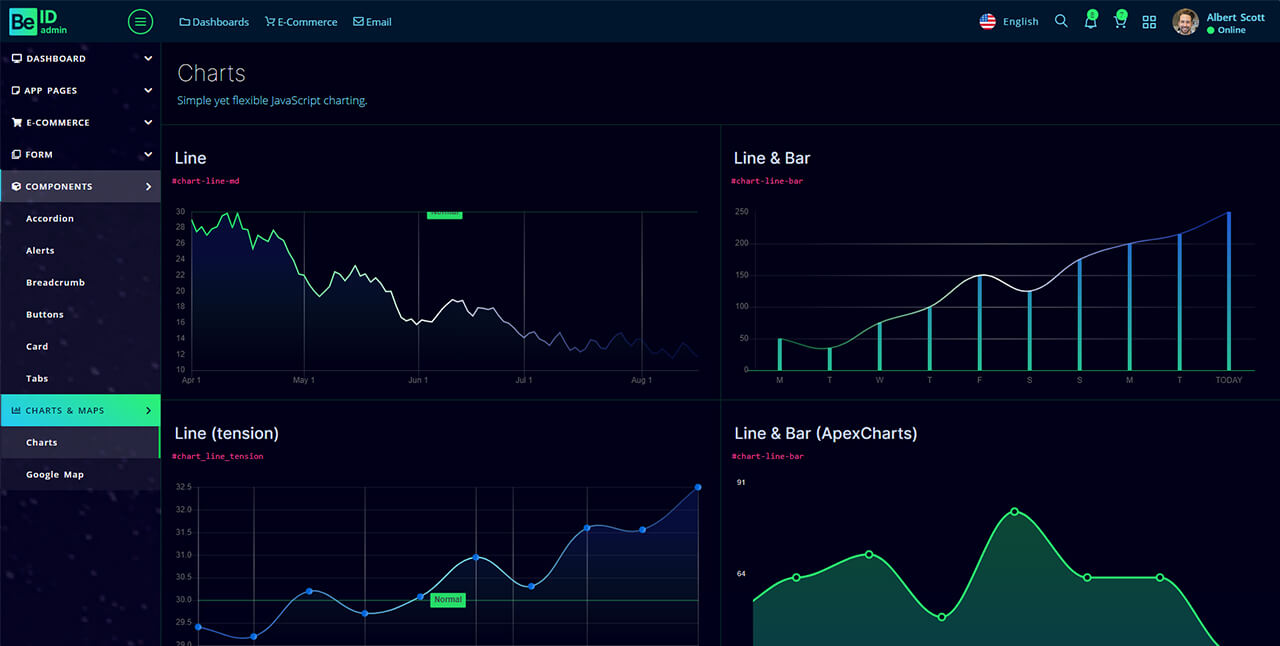 Be ID admin
Dashboards E-Commerce Email
English
Albert Scott
Online
DASHBOARD
APP PAGES
E-COMMERCE
FORM
COMPONENTS
Accordion
Alerts
Breadcrumb
Buttons
Card
Tabs
CHARTS & MAPS
Charts
Google Map
Charts
Simple yet flexible JavaScript charting.
Line
#chart-line-md
Normal
30
28
26
24
22
20
18
16
14
12
10
Apr 1 May 1 Jun 1 Jul 1 Aug 1
Line & Bar
#chart-line-bar
250
200
150
100
50
0
M T W T F S S M T TODAY
Line (tension)
#chart_line_tension
32.5
32.0
31.5
31.0
30.5
30.0
29.5
29.0
Normal
Line & Bar (ApexCharts)
#chart-line-bar
91
64